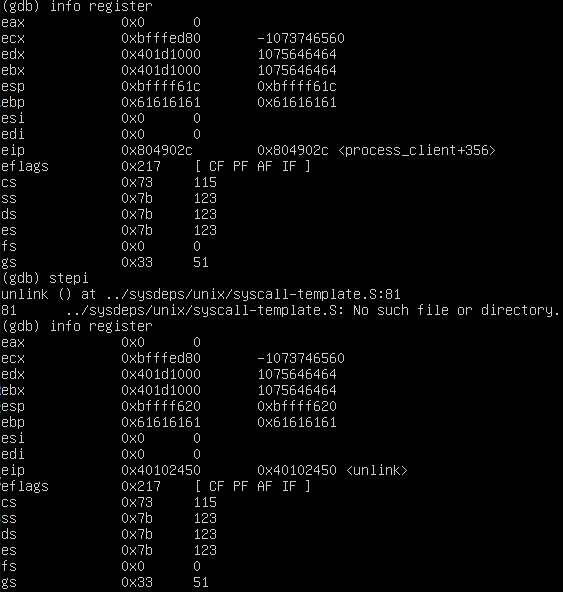 (gdb) info register
eax 0x0 0
ecx 0xbfffed80 -1073746560
edx 0x401d1000 1075646464
ebx 0x401d1000 1075646464
esp 0xbffff61c 0xbffff61c
ebp 0x61616161 0x61616161
esi 0x0 0
edi 0x0 0
eip 0x804902c 0x804902c <process_client+356>
eflags 0x217 [ CF PF AF IF ]
cs 0x73 115
ss 0x7b 123
ds 0x7b 123
es 0x7b 123
fs 0x0 0
gs 0x33 51
(gdb) stepi
unlink () at ../sysdeps/unix/syscall-template.S:81
81 ../sysdeps/unix/syscall-template.S: No such file or directory.
(gdb) info register
eax 0x0 0
ecx 0xbfffed80 -1073746560
edx 0x401d1000 1075646464
ebx 0x401d1000 1075646464
esp 0xbffff620 0xbffff620
ebp 0x61616161 0x61616161
esi 0x0 0
edi 0x0 0
eip 0x40102450 0x40102450 <unlink>
eflags 0x217 [ CF PF AF IF ]
cs 0x73 115
ss 0x7b 123
ds 0x7b 123
es 0x7b 123
fs 0x0 0
gs 0x33 51